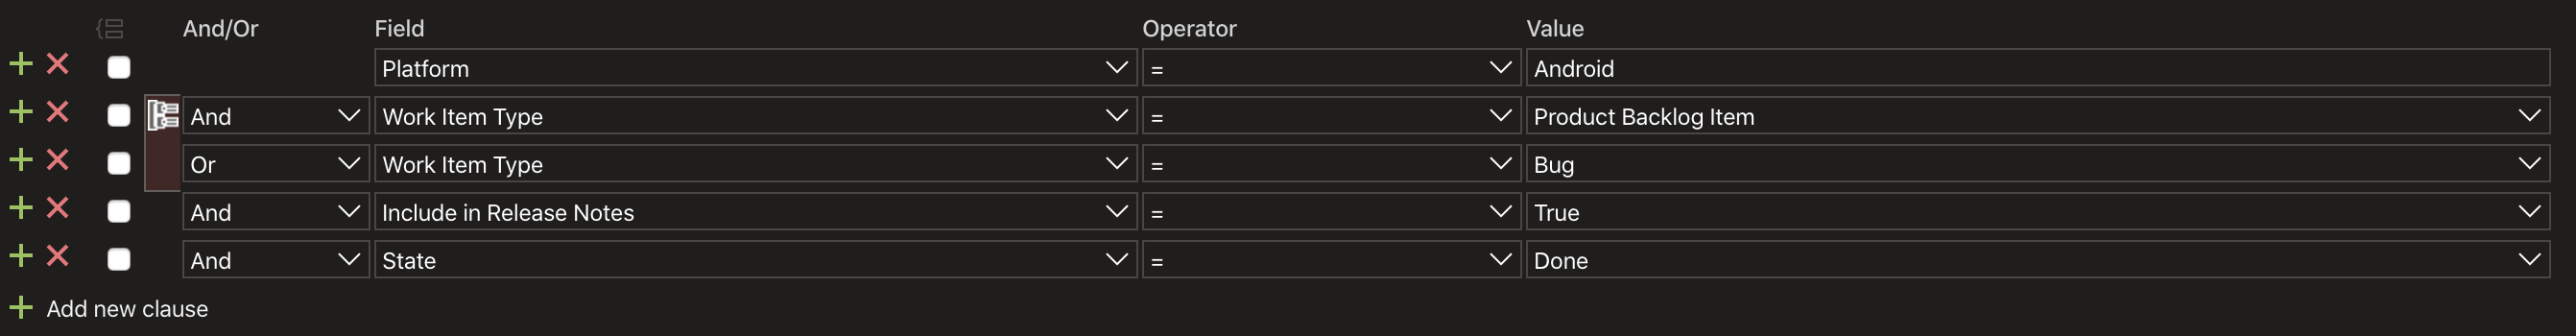 And/Or Field Operator Value
Platform = Android
And Work Item Type = Product Backlog Item
Or Work Item Type = Bug
And Include in Release Notes = True
And State = Done
Add new clause